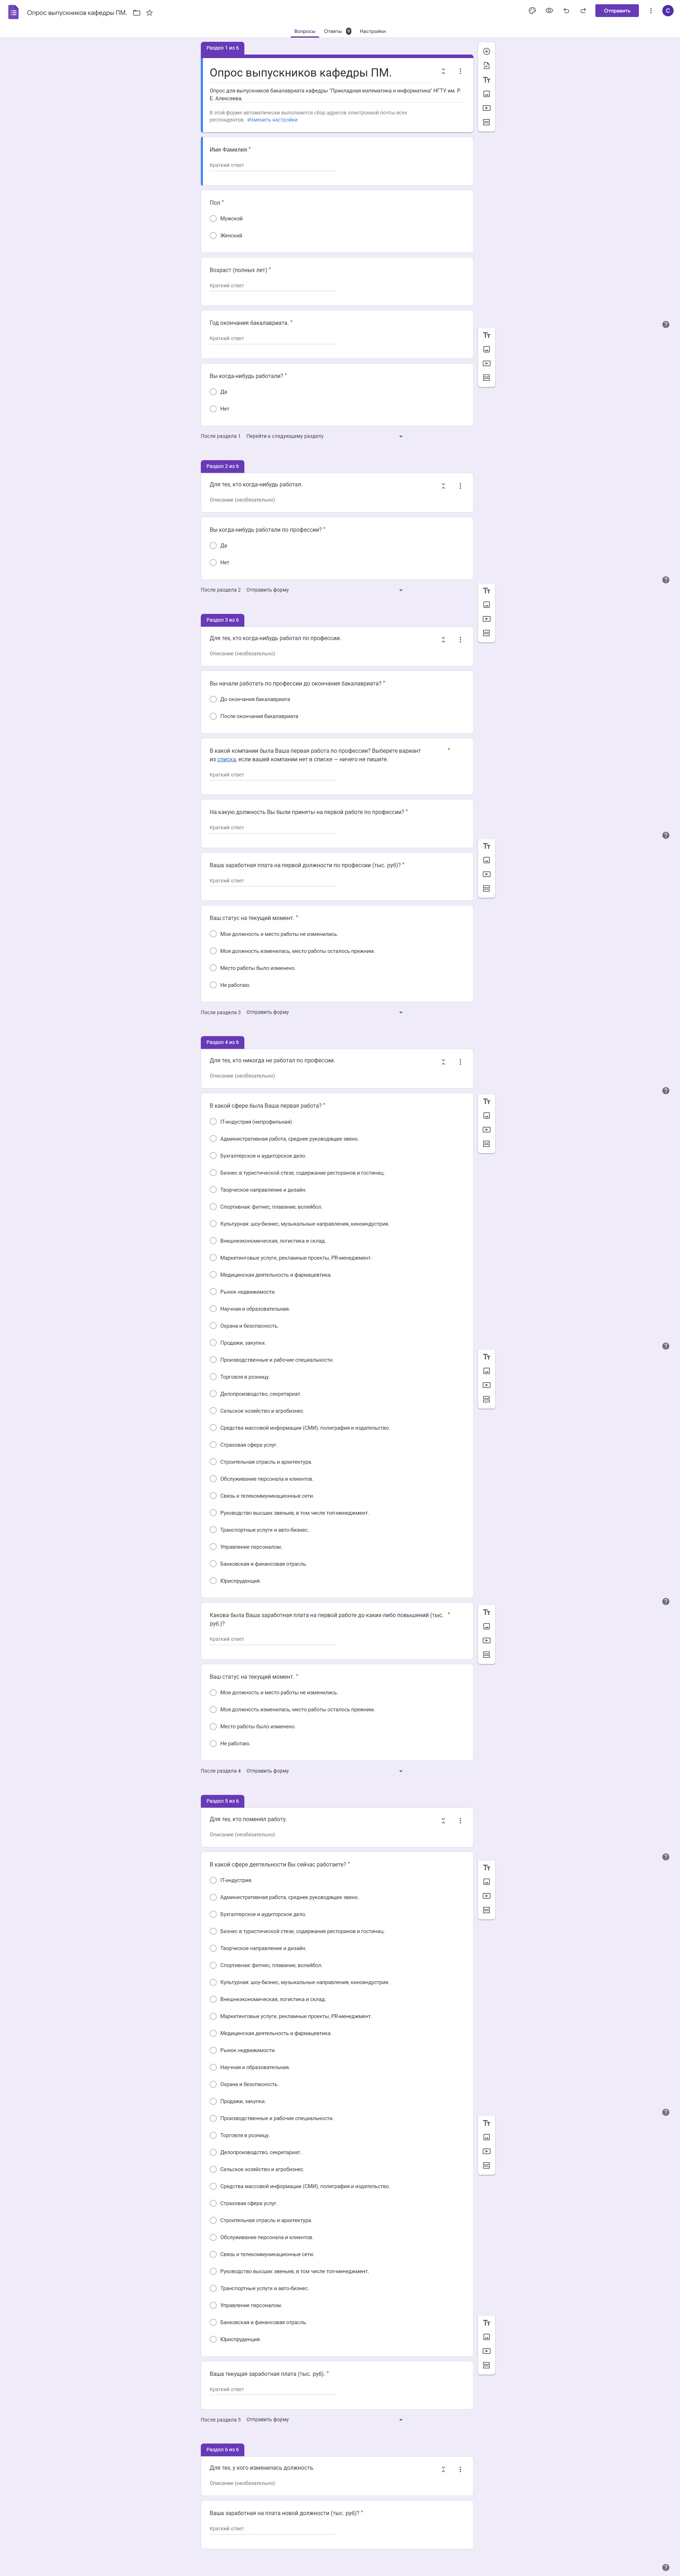 Опрос выпускников кафедры ПМ.
Отправить
С
Вопросы Ответы 9 Настройки
Раздел 1 из 6
Опрос выпускников кафедры ПМ.
Опрос для выпускников бакалавриата кафедры "Прикладная математика и информатика" НГТУ им. Р.
Е. Алексеева.
В этой форме автоматически выполняется сбор адресов электронной почты всех
респондентов. Изменить настройки
Имя Фамилия *
Краткий ответ
Пол *
Мужской
Женский
Возраст (полных лет) *
Краткий ответ
Год окончания бакалавриата. *
Краткий ответ
Вы когда-нибудь работали? *
Да
Нет
После раздела 1 Перейти к следующему разделу
Раздел 2 из 6
Для тех, кто когда-нибудь работал.
Описание (необязательно)
Вы когда-нибудь работали по профессии? *
Да
Нет
После раздела 2 Отправить форму
Раздел 3 из 6
Для тех, кто когда-нибудь работал по профессии.
Описание (необязательно)
Вы начали работать по профессии до окончания бакалавриата? *
До окончания бакалавриата
После окончания бакалавриата
В какой компании была Ваша первая работа по профессии? Выберете вариант *
из списка, если вашей компании нет в списке — ничего не пишите.
Краткий ответ
На какую должность Вы были приняты на первой работе по профессии? *
Краткий ответ
Ваша заработная плата на первой должности по профессии (тыс. руб)? *
Краткий ответ
Ваш статус на текущий момент. *
Мои должность и место работы не изменились.
Моя должность изменилась, место работы осталось прежним.
Место работы было изменено.
Не работаю.
После раздела 3 Отправить форму
Раздел 4 из 6
Для тех, кто никогда не работал по профессии.
Описание (необязательно)
В какой сфере была Ваша первая работа? *
IT-индустрия (непрофильная)
Административная работа, среднее руководящее звено.
Бухгалтерское и аудиторское дело.
Бизнес в туристической стезе, содержание ресторанов и гостиниц.
Творческое направление и дизайн.
Спортивная: фитнес, плавание, волейбол.
Культурная: шоу-бизнес, музыкальные направления, киноиндустрия.
Внешнеэкономическая, логистика и склад.
Маркетинговые услуги, рекламные проекты, PR-менеджмент.
Медицинская деятельность и фармацевтика.
Рынок недвижимости.
Научная и образовательная.
Охрана и безопасность.
Продажи, закупки.
Производственные и рабочие специальности.
Торговля в розницу.
Делопроизводство, секретариат.
Сельское хозяйство и агробизнес.
Средства массовой информации (СМИ), полиграфия и издательство.
Страховая сфера услуг.
Строительная отрасль и архитектура.
Обслуживание персонала и клиентов.
Связь и телекоммуникационные сети.
Руководство высших звеньев, в том числе топ-менеджмент.
Транспортные услуги и авто-бизнес.
Управление персоналом.
Банковская и финансовая отрасль.
Юриспруденция.
Какова была Ваша заработная плата на первой работе до каких-либо повышений (тыс. *
руб.)?
Краткий ответ
Ваш статус на текущий момент. *
Мои должность и место работы не изменились.
Моя должность изменилась, место работы осталось прежним.
Место работы было изменено.
Не работаю.
После раздела 4 Отправить форму
Раздел 5 из 6
Для тех, кто поменял работу.
Описание (необязательно)
В какой сфере деятельности Вы сейчас работаете? *
IT-индустрия
Административная работа, среднее руководящее звено.
Бухгалтерское и аудиторское дело.
Бизнес в туристической стезе, содержание ресторанов и гостиниц.
Творческое направление и дизайн.
Спортивная: фитнес, плавание, волейбол.
Культурная: шоу-бизнес, музыкальные направления, киноиндустрия.
Внешнеэкономическая, логистика и склад.
Маркетинговые услуги, рекламные проекты, PR-менеджмент.
Медицинская деятельность и фармацевтика.
Рынок недвижимости.
Научная и образовательная.
Охрана и безопасность.
Продажи, закупки.
Производственные и рабочие специальности.
Торговля в розницу.
Делопроизводство, секретариат.
Сельское хозяйство и агробизнес.
Средства массовой информации (СМИ), полиграфия и издательство.
Страховая сфера услуг.
Строительная отрасль и архитектура.
Обслуживание персонала и клиентов.
Связь и телекоммуникационные сети.
Руководство высших звеньев, в том числе топ-менеджмент.
Транспортные услуги и авто-бизнес.
Управление персоналом.
Банковская и финансовая отрасль.
Юриспруденция.
Ваша текущая заработная плата (тыс. руб). *
Краткий ответ
После раздела 5 Отправить форму
Раздел 6 из 6
Для тех, у кого изменилась должность.
Описание (необязательно)
Ваша заработная на плата новой должности (тыс. руб)? *
Краткий ответ